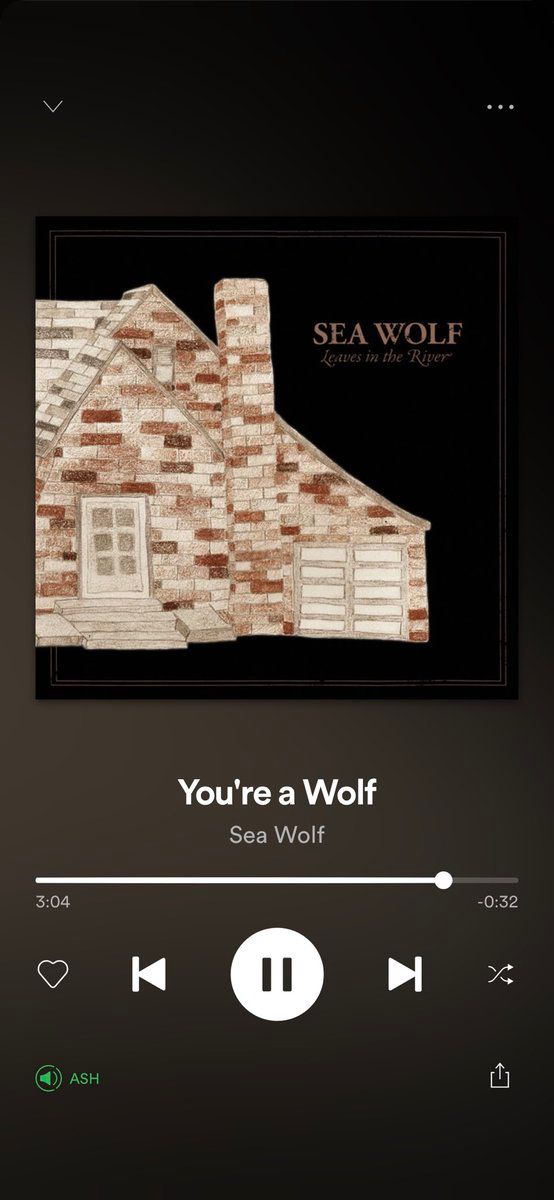 SEA WOLF
Leaves in the River
You're a Wolf
Sea Wolf
3:04
-0:32
ASH